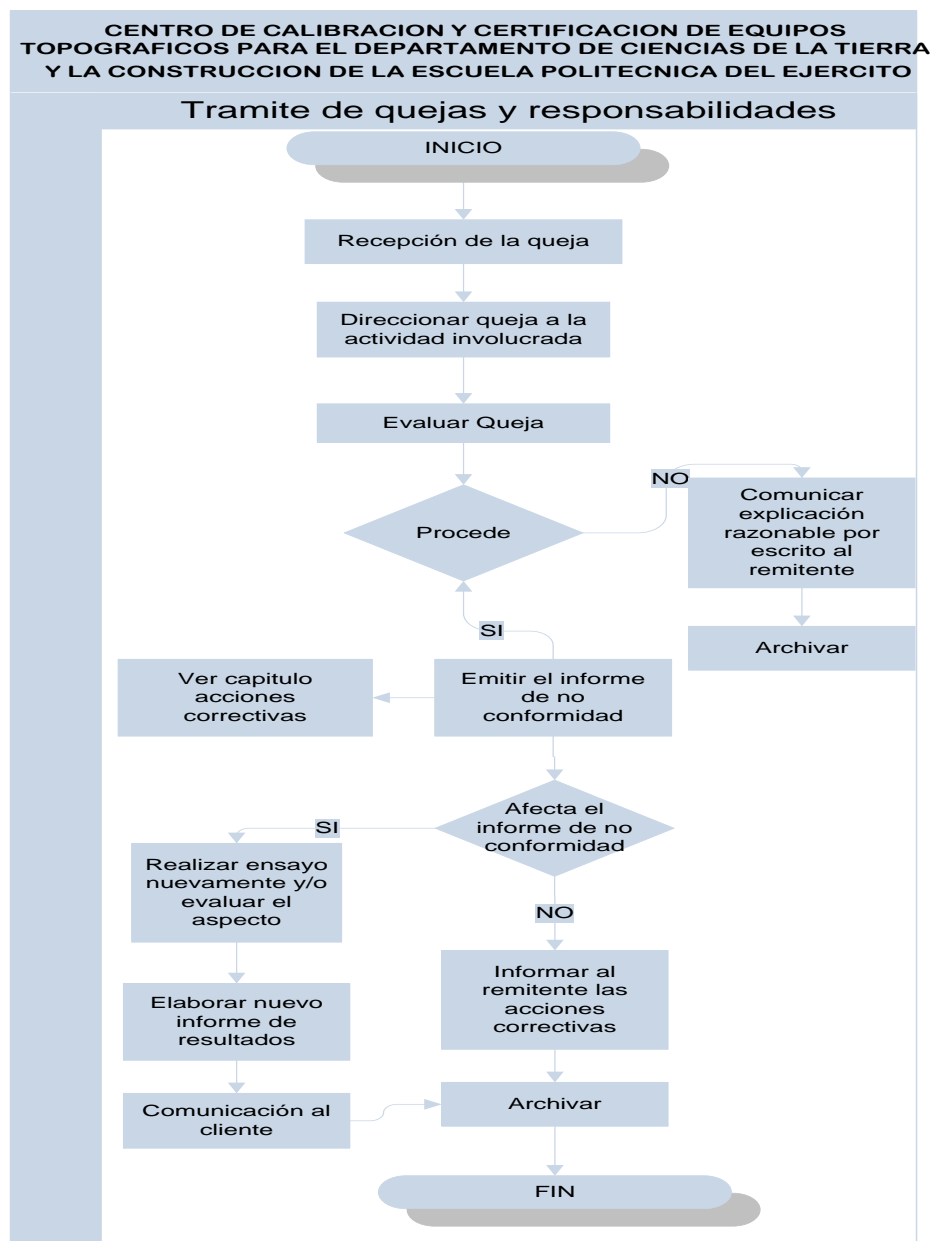 CENTRO DE CALIBRACION Y CERTIFICACION DE EQUIPOS
TOPOGRAFICOS PARA EL DEPARTAMENTO DE CIENCIAS DE LA TIERRA
Y LA CONSTRUCCION DE LA ESCUELA POLITECNICA DEL EJERCITO
Tramite de quejas y responsabilidades
INICIO
Recepción de la queja
Direccionar queja a la
actividad involucrada
Evaluar Queja
Procede
NO
Comunicar
explicación
razonable por
escrito al
remitente
Archivar
SI
Emitir el informe
de no
conformidad
Ver capitulo
acciones
correctivas
Afecta el
informe de no
conformidad
SI
Realizar ensayo
nuevamente y/o
evaluar el
aspecto
Elaborar nuevo
informe de
resultados
Comunicación al
cliente
NO
Informar al
remitente las
acciones
correctivas
Archivar
FIN